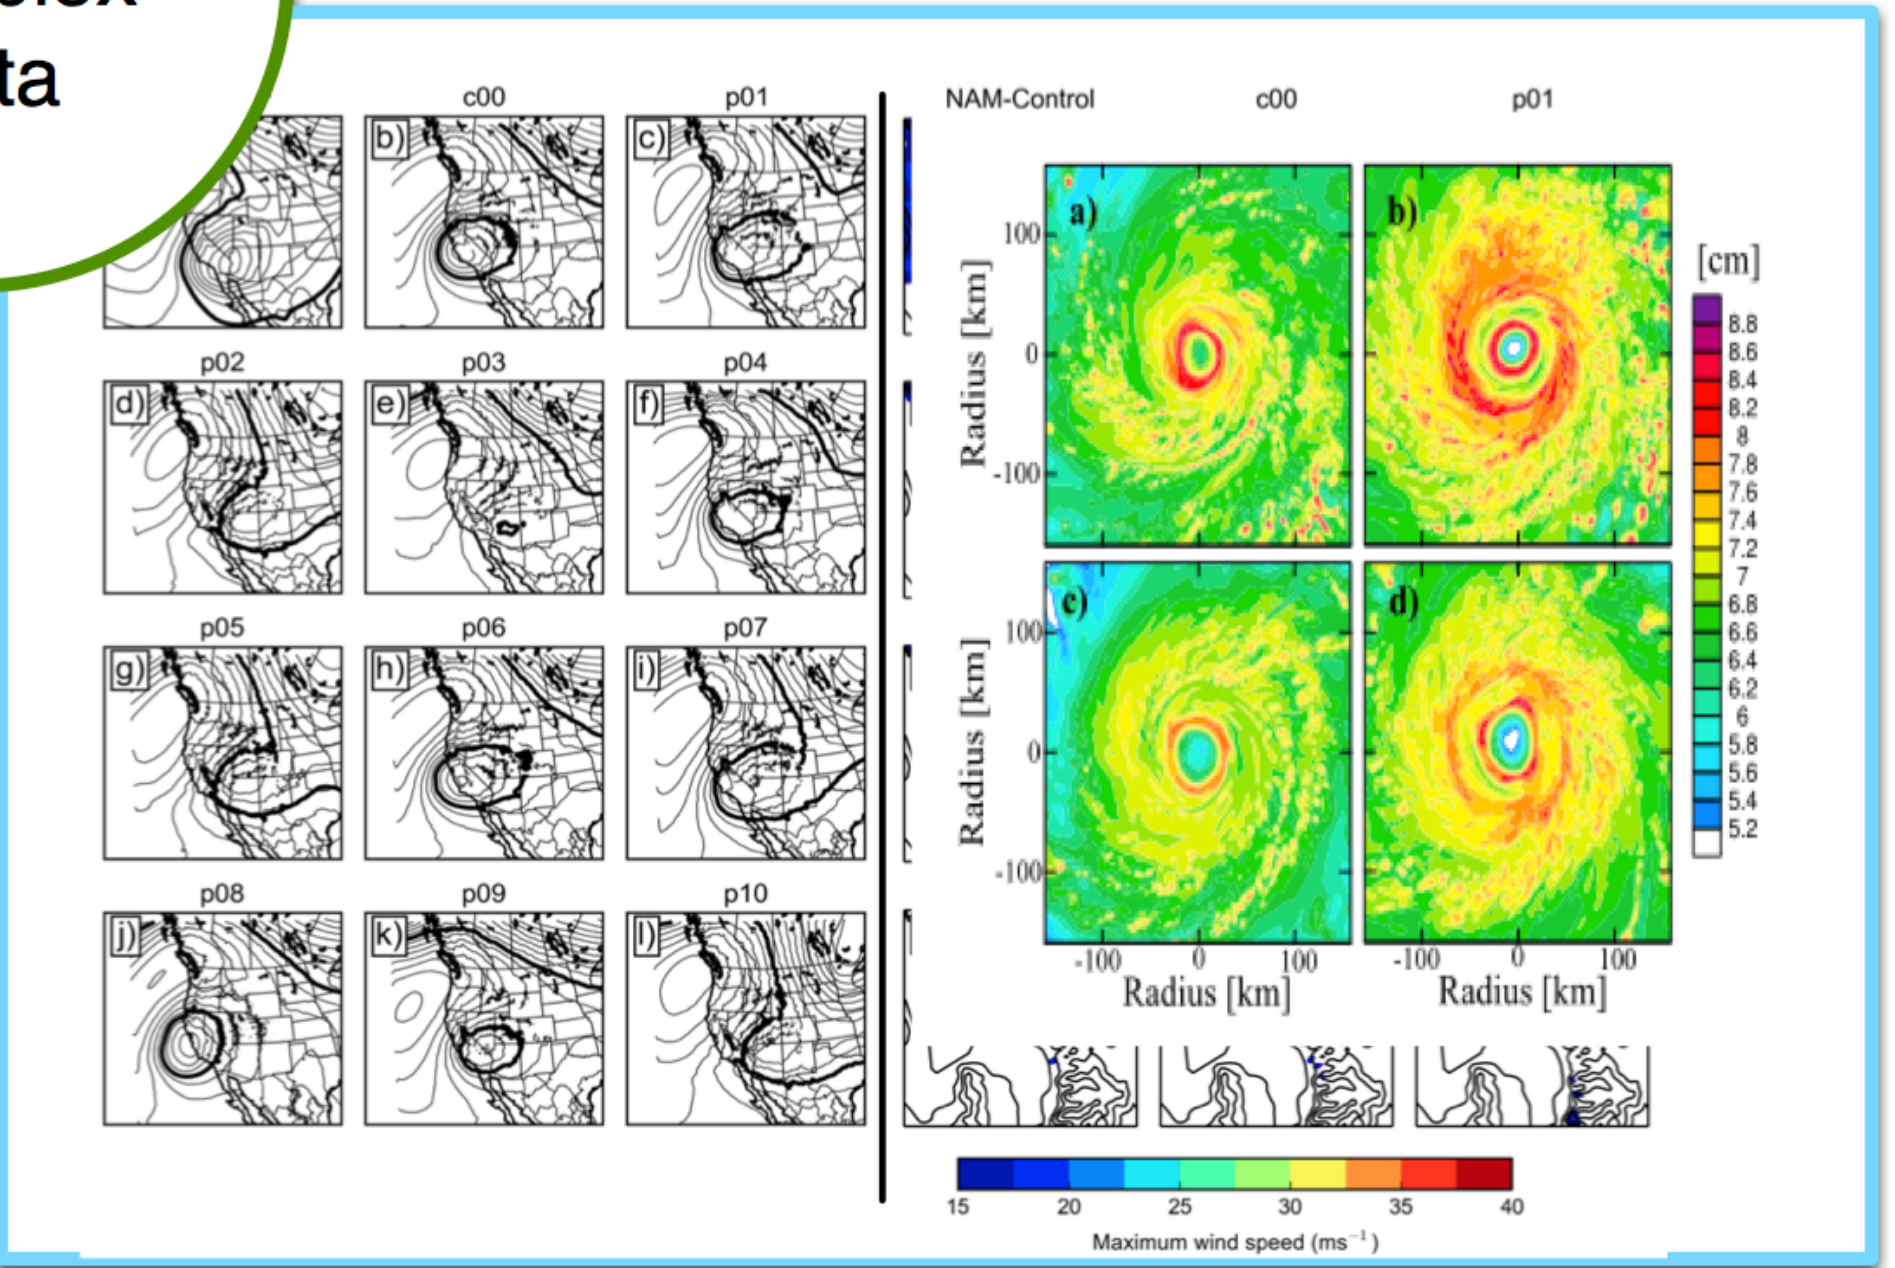 ta
c00
p01
b)
c)
p02
p03
p04
d)
e)
f)
p05
p06
p07
g)
h)
i)
p08
p09
p10
j)
k)
l)
NAM-Control
c00
p01
a)
b)
100
0
-100
Radius [km]
c)
d)
100
0
-100
Radius [km]
-100
0
100
-100
0
100
Radius [km]
Radius [km]
[cm]
8.8
8.6
8.4
8.2
8
7.8
7.6
7.4
7.2
7
6.8
6.6
6.4
6.2
6
5.8
5.6
5.4
5.2
15
20
25
30
35
40
Maximum wind speed (ms⁻¹)